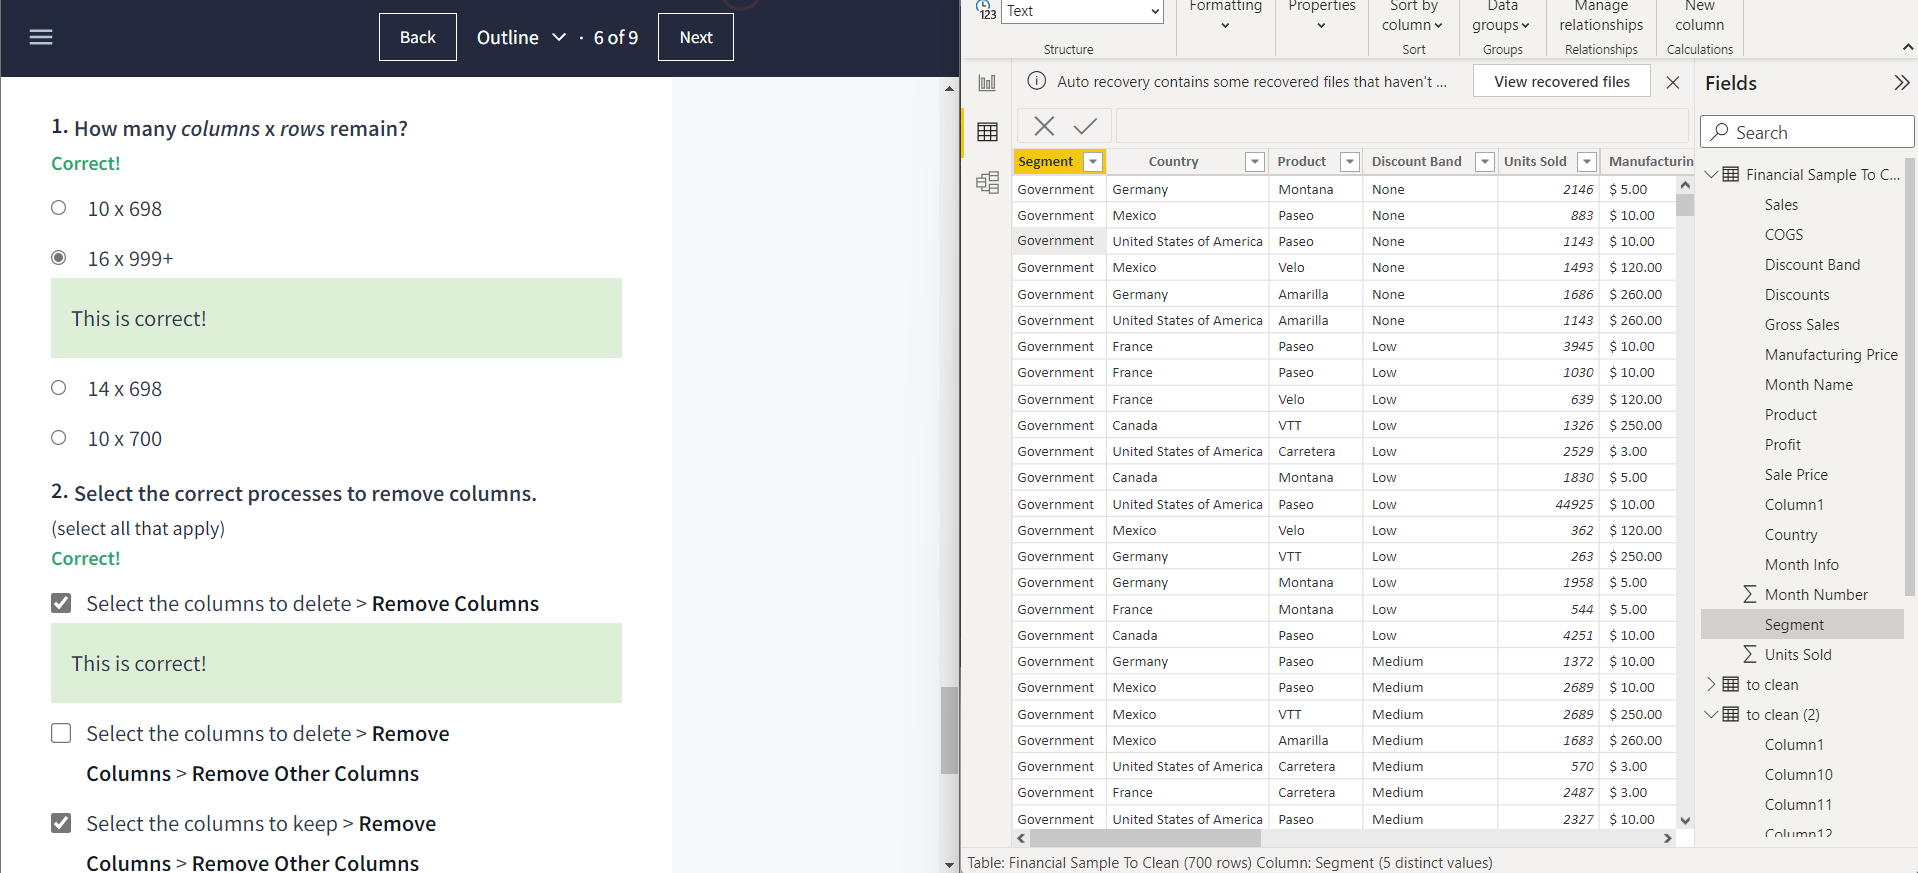 Back
Outline
· 6 of 9
Next
1. How many columns x rows remain?
Correct!
10 x 698
16 x 999+
This is correct!
14 x 698
10 x 700
2. Select the correct processes to remove columns.
(select all that apply)
Correct!
Select the columns to delete > Remove Columns
This is correct!
Select the columns to delete > Remove
Columns > Remove Other Columns
Select the columns to keep > Remove
Columns > Remove Other Columns
123
Text
Structure
Formatting
Properties
Sort by
column
Sort
Data
groups
Groups
Manage
relationships
Relationships
New
column
Calculations
Auto recovery contains some recovered files that haven't ...
View recovered files
Segment Country Product Discount Band Units Sold Manufacturin
Government Germany Montana None 2146 $ 5.00
Government Mexico Paseo None 883 $ 10.00
Government United States of America Paseo None 1143 $ 10.00
Government Mexico Velo None 1493 $ 120.00
Government Germany Amarilla None 1686 $ 260.00
Government United States of America Amarilla None 1143 $ 260.00
Government France Paseo Low 3945 $ 10.00
Government France Paseo Low 1030 $ 10.00
Government France Velo Low 639 $ 120.00
Government Canada VTT Low 1326 $ 250.00
Government United States of America Carretera Low 2529 $ 3.00
Government Canada Montana Low 1830 $ 5.00
Government United States of America Paseo Low 44925 $ 10.00
Government Mexico Velo Low 362 $ 120.00
Government Germany VTT Low 263 $ 250.00
Government Germany Montana Low 1958 $ 5.00
Government France Montana Low 544 $ 5.00
Government Canada Paseo Low 4251 $ 10.00
Government Germany Paseo Medium 1372 $ 10.00
Government Mexico Paseo Medium 2689 $ 10.00
Government Mexico VTT Medium 2689 $ 250.00
Government Mexico Amarilla Medium 1683 $ 260.00
Government United States of America Carretera Medium 570 $ 3.00
Government France Carretera Medium 2487 $ 3.00
Government United States of America Paseo Medium 2327 $ 10.00
Table: Financial Sample To Clean (700 rows) Column: Segment (5 distinct values)
Fields
Search
Financial Sample To C...
Sales
COGS
Discount Band
Discounts
Gross Sales
Manufacturing Price
Month Name
Product
Profit
Sale Price
Column1
Country
Month Info
∑ Month Number
Segment
∑ Units Sold
to clean
to clean (2)
Column1
Column10
Column11
Column12